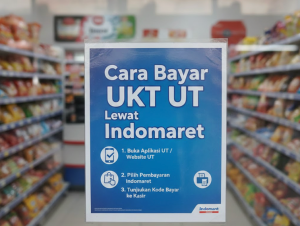 Cara Bayar
UKT UT
Lewat
Indomaret
1. Buka Aplikasi UT /
Website UT
2. Pilih Pembayaran
Indomaret
3. Tunjukan Kode Bayar
ke Kasir
Indomaret